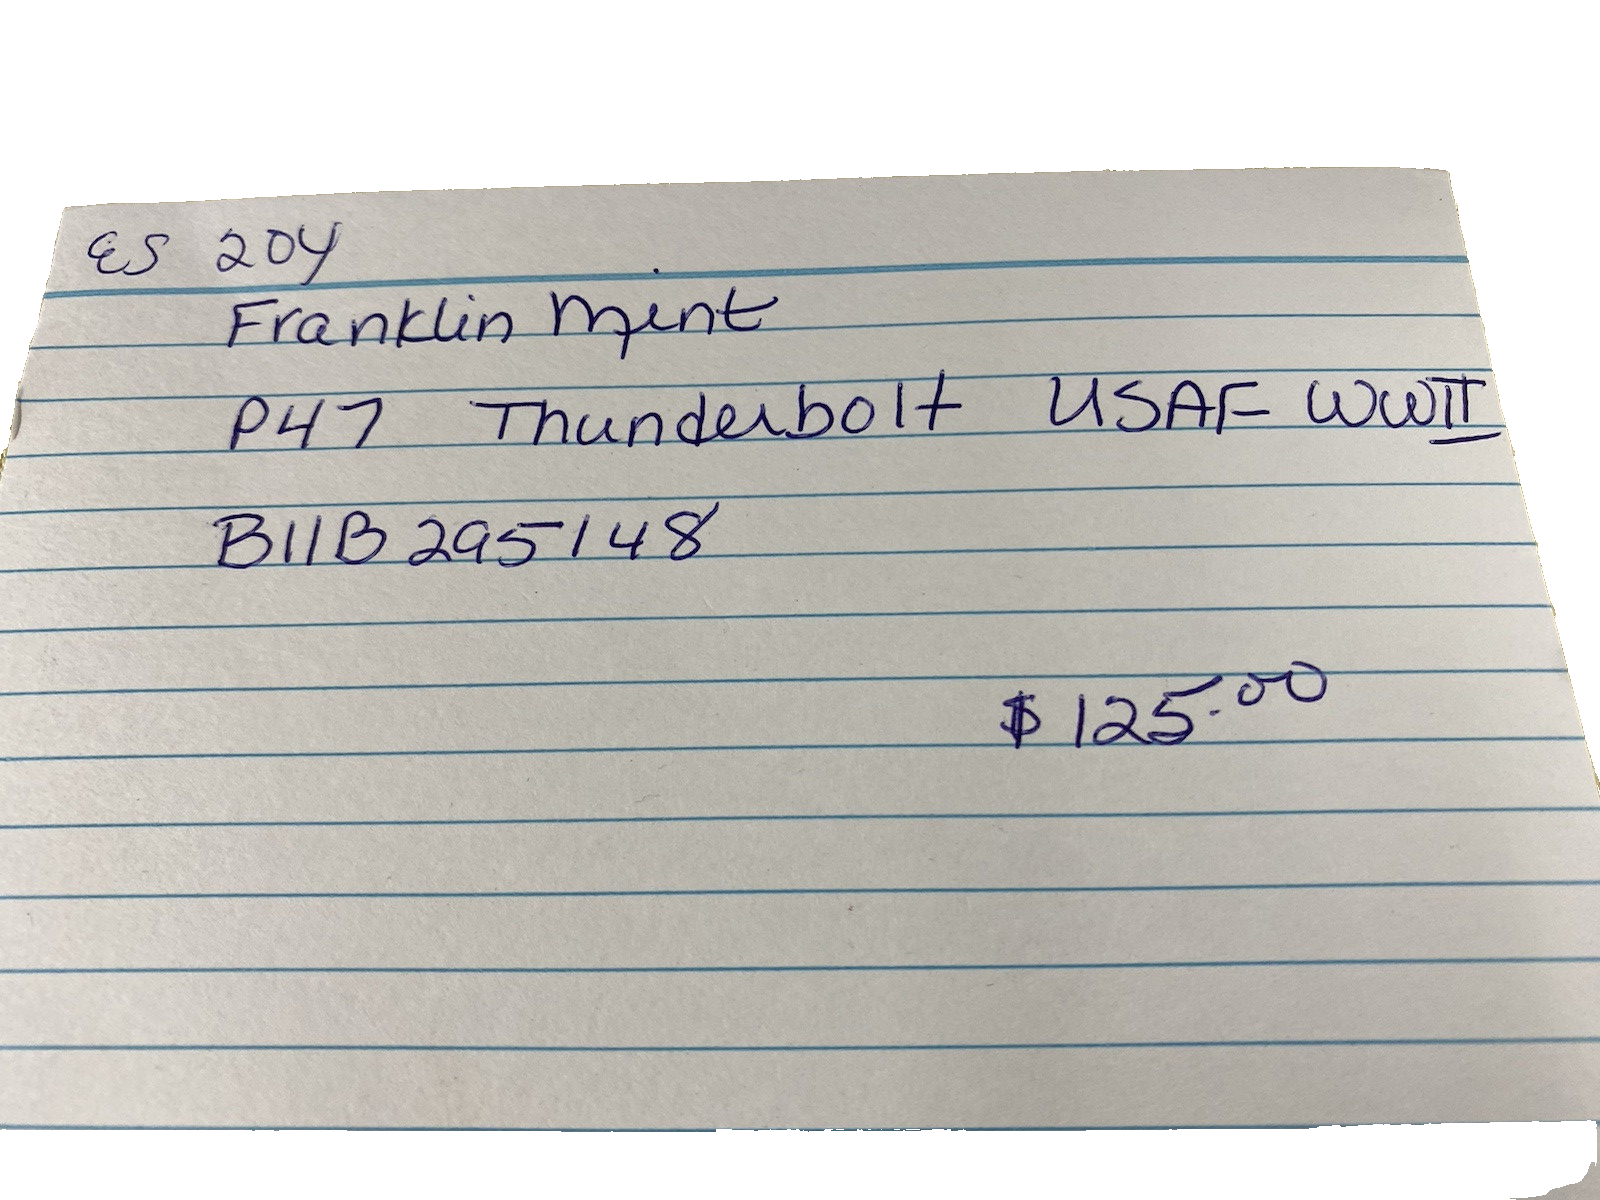 ES 204
Franklin Mint
P47 Thunderbolt USAF WWII
B11B295148
$125.00